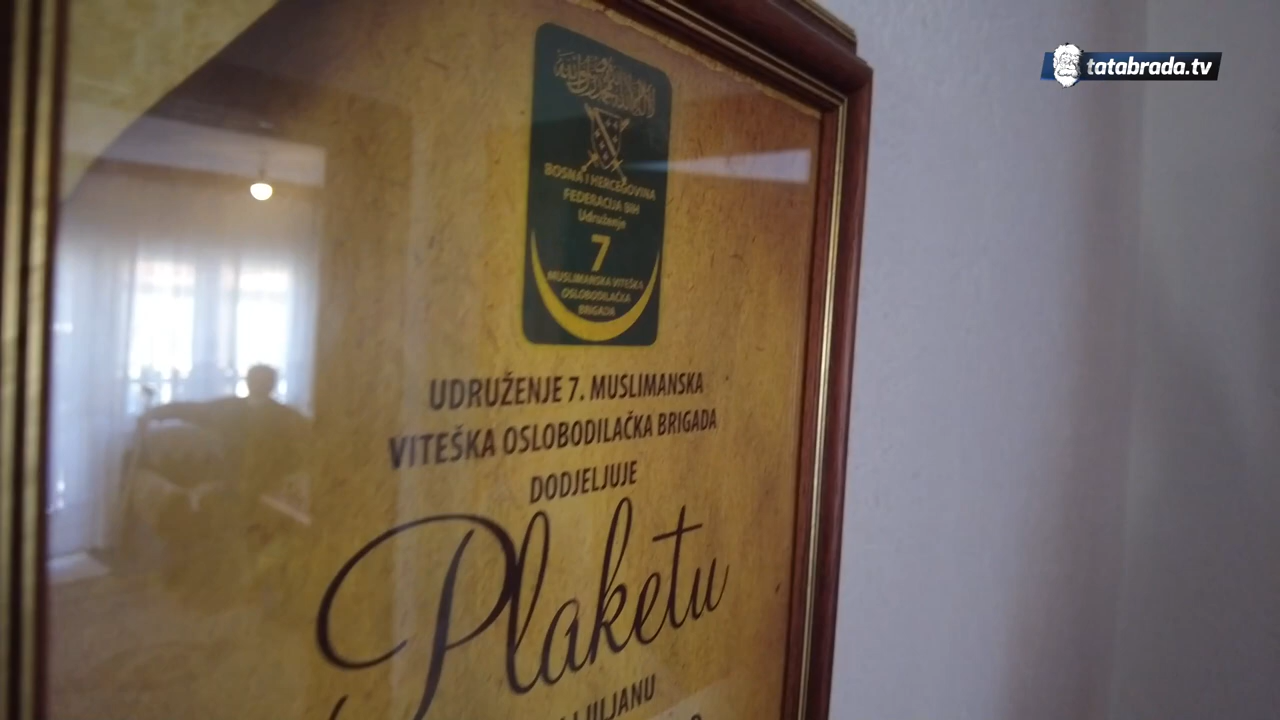 tatabrada.tv
BOSNA I HERCEGOVINA
FEDERACIJA BIH
Udruženje
7
MUSLIMANSKA VITEŠKA
OSLOBODILAČKA
BRIGADA
UDRUŽENJE 7. MUSLIMANSKA
VITEŠKA OSLOBODILAČKA BRIGADA
DODJELJUJE
Plaketu